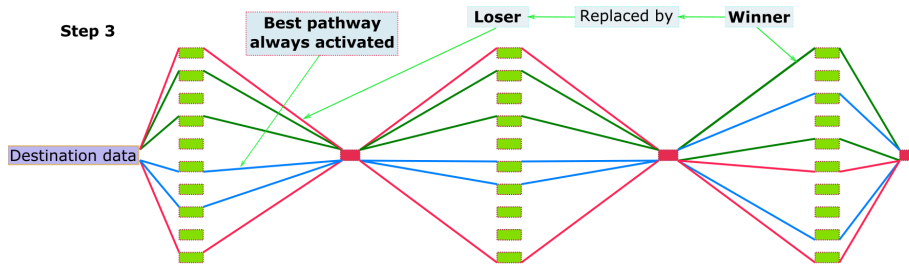 Step 3
Best pathway
always activated
Loser
Replaced by
Winner
Destination data